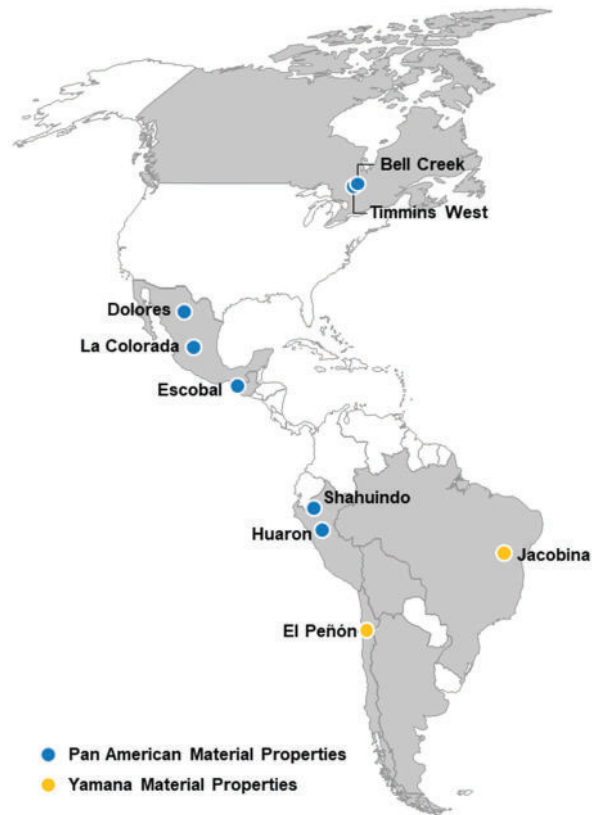 Bell Creek
Timmins West
Dolores
La Colorada
Escobal
Shahuindo
Huaron
Jacobina
El Peñón
Pan American Material Properties
Yamana Material Properties